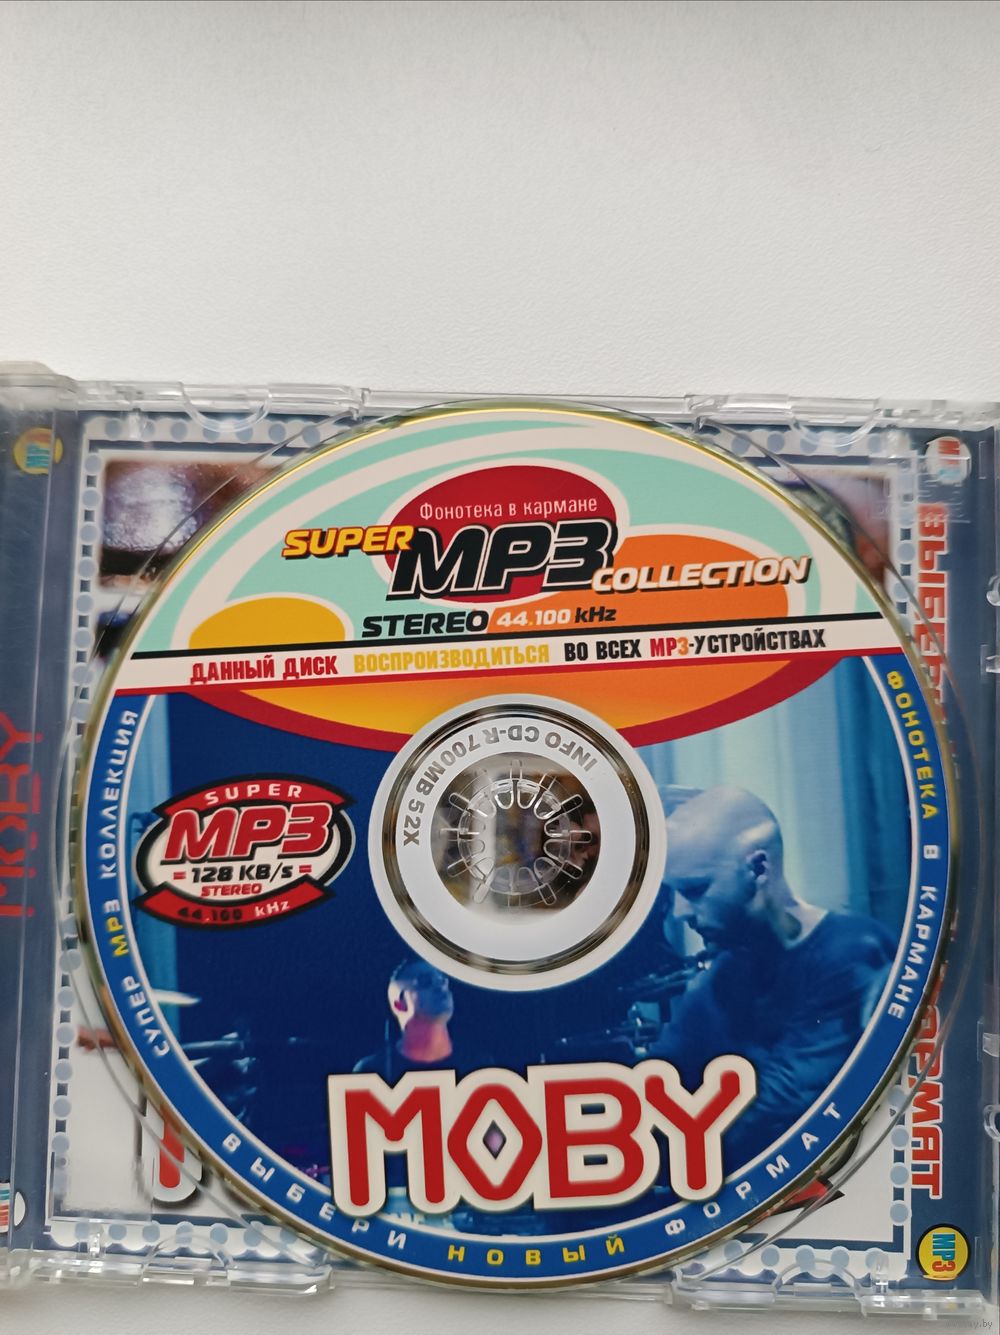 Фонотека в кармане
SUPER MP3 COLLECTION
STEREO 44.100 kHz
ДАННЫЙ ДИСК ВОСПРОИЗВОДИТЬСЯ ВО ВСЕХ MP3-УСТРОЙСТВАХ
INFO CD-R 700MB 52X
SUPER
MP3
128 KB/s
STEREO
44.100 kHz
СУПЕР MP3 КОЛЛЕКЦИЯ
ФОНОТЕКА В КАРМАНЕ
MOBY
ВЫБЕРИ НОВЫЙ ФОРМАТ
MOBY
MP3
MP3